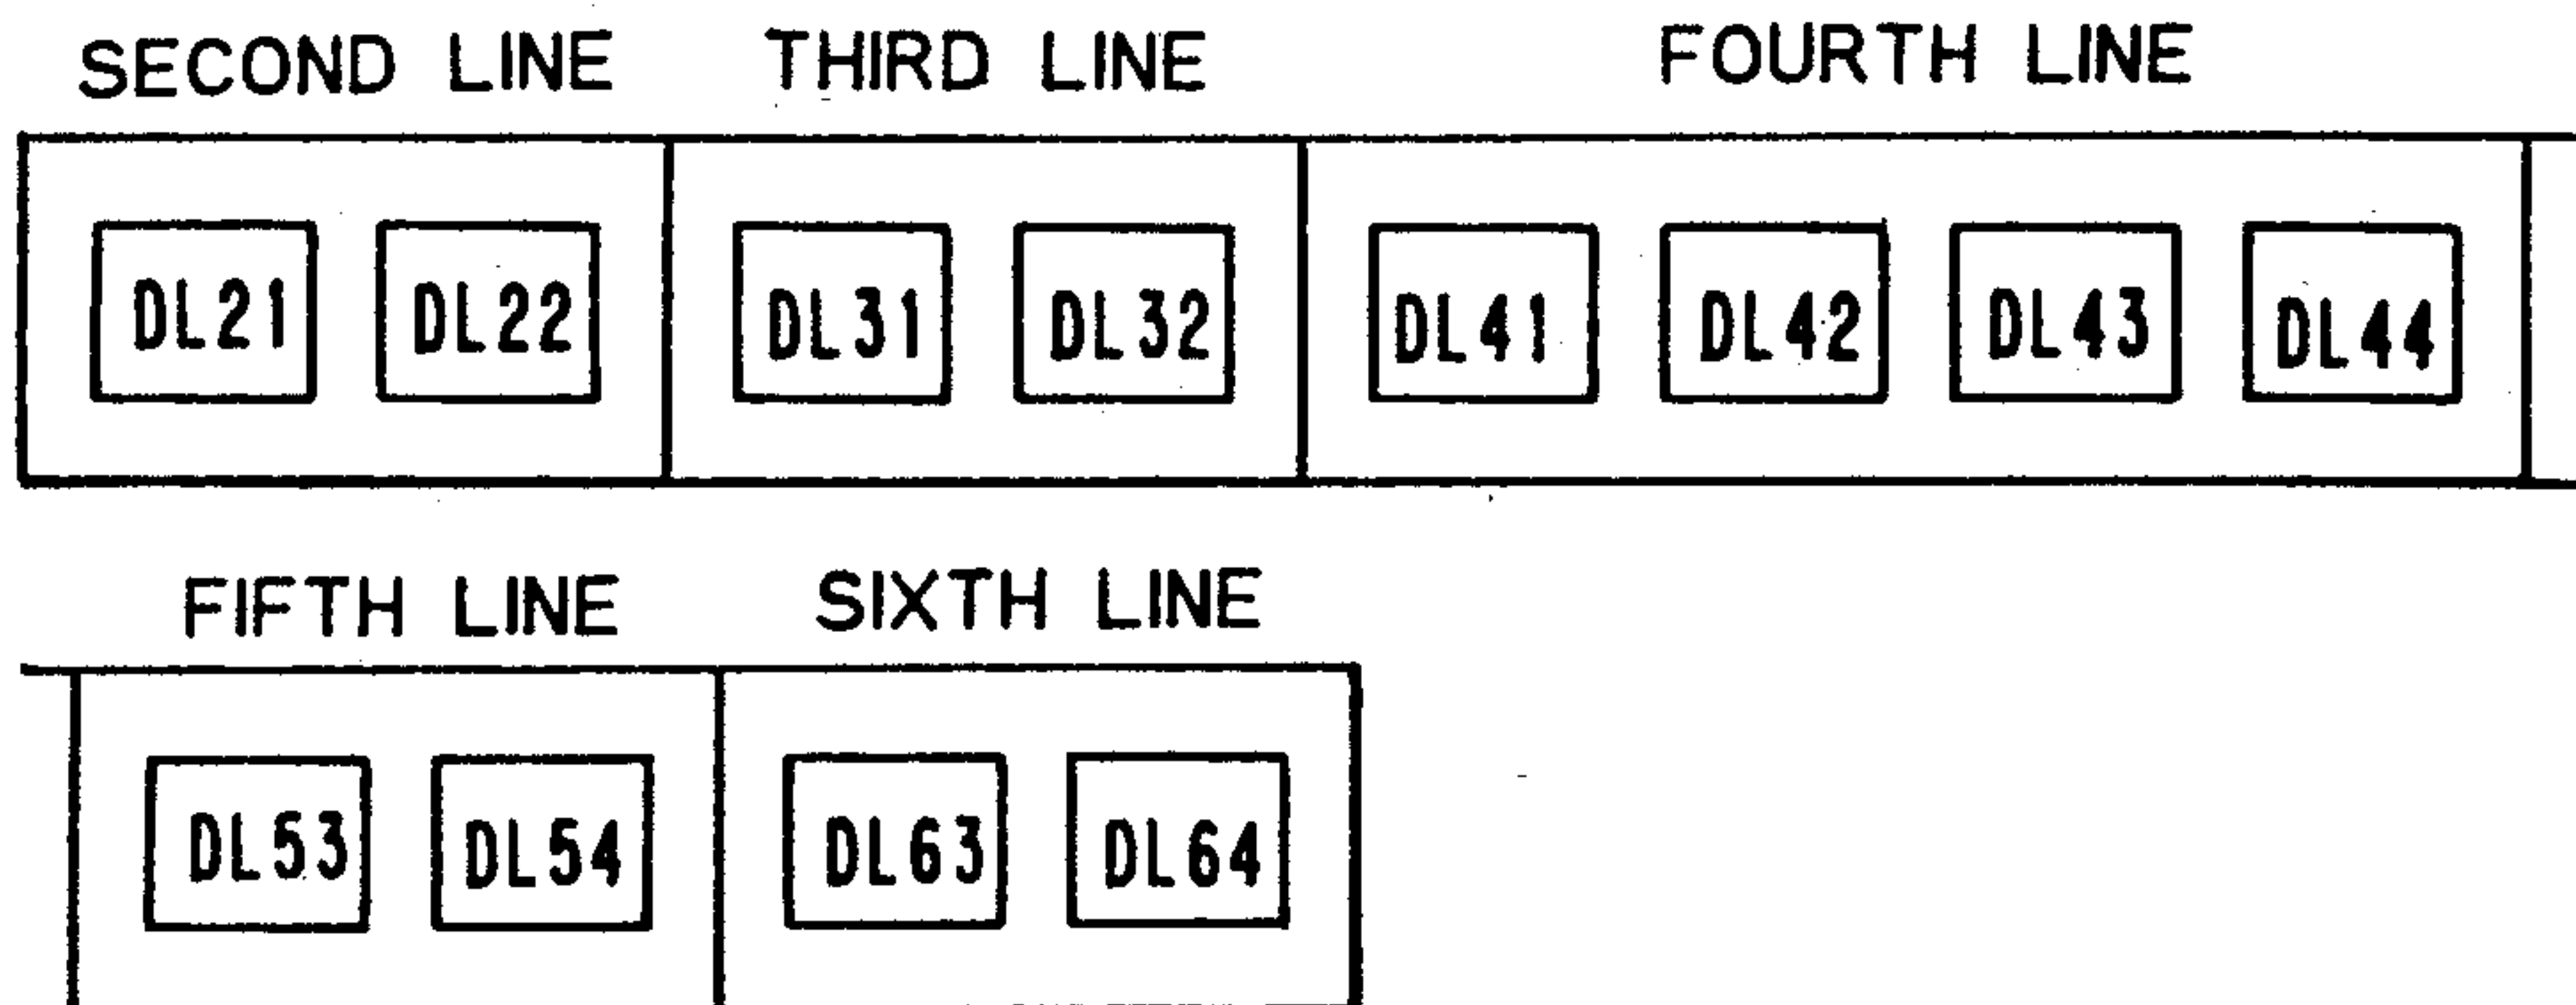 SECOND LINE THIRD LINE FOURTH LINE
DL21 DL22 DL31 DL32 DL41 DL42 DL43 DL44
FIFTH LINE SIXTH LINE
DL53 DL54 DL63 DL64